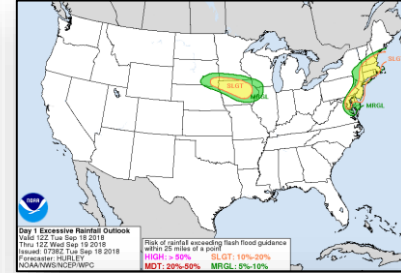 SLGT
SLGT
MRGL
MRGL
NOAA
Day 1 Excessive Rainfall Outlook
Valid 12Z Tue Sep 18 2018
Thru 12Z Wed Sep 19 2018
Issued: 0738Z Tue Sep 18 2018
Forecaster: HURLEY
NOAA/NWS/NCEP/WPC
Risk of rainfall exceeding flash flood guidance
within 25 miles of a point
HIGH: > 50% SLGT: 10%-20%
MDT: 20%-50% MRGL: 5%-10%